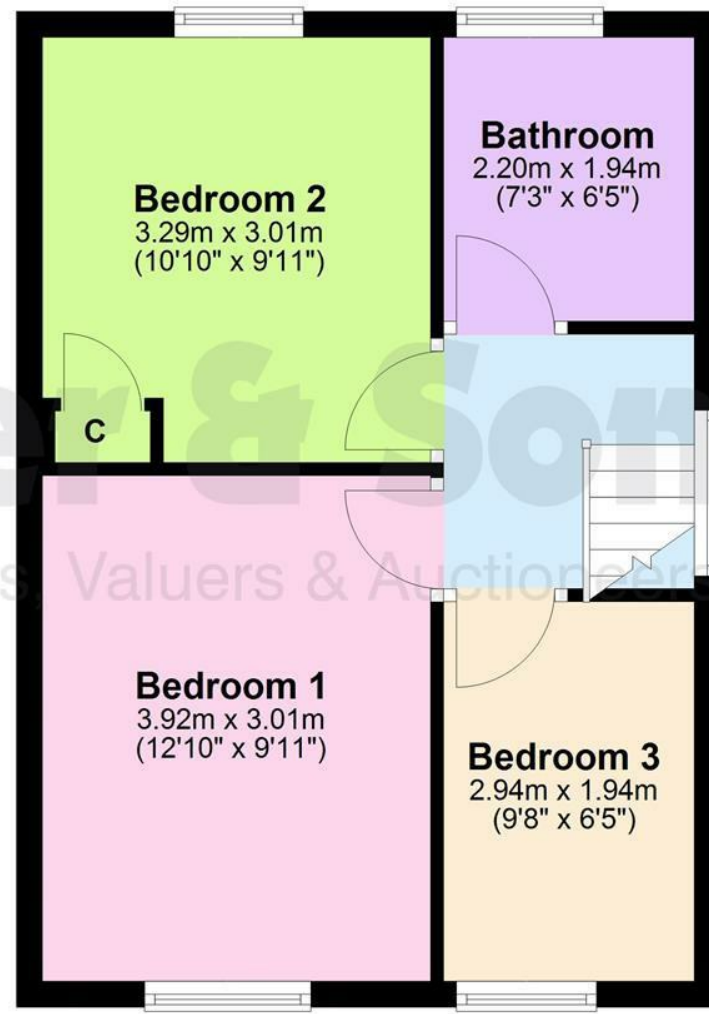 Bedroom 2
3.29m x 3.01m
(10'10" x 9'11")
Bathroom
2.20m x 1.94m
(7'3" x 6'5")
C
er & Son
s, Valuers & Auctioneers
Bedroom 1
3.92m x 3.01m
(12'10" x 9'11")
Bedroom 3
2.94m x 1.94m
(9'8" x 6'5")